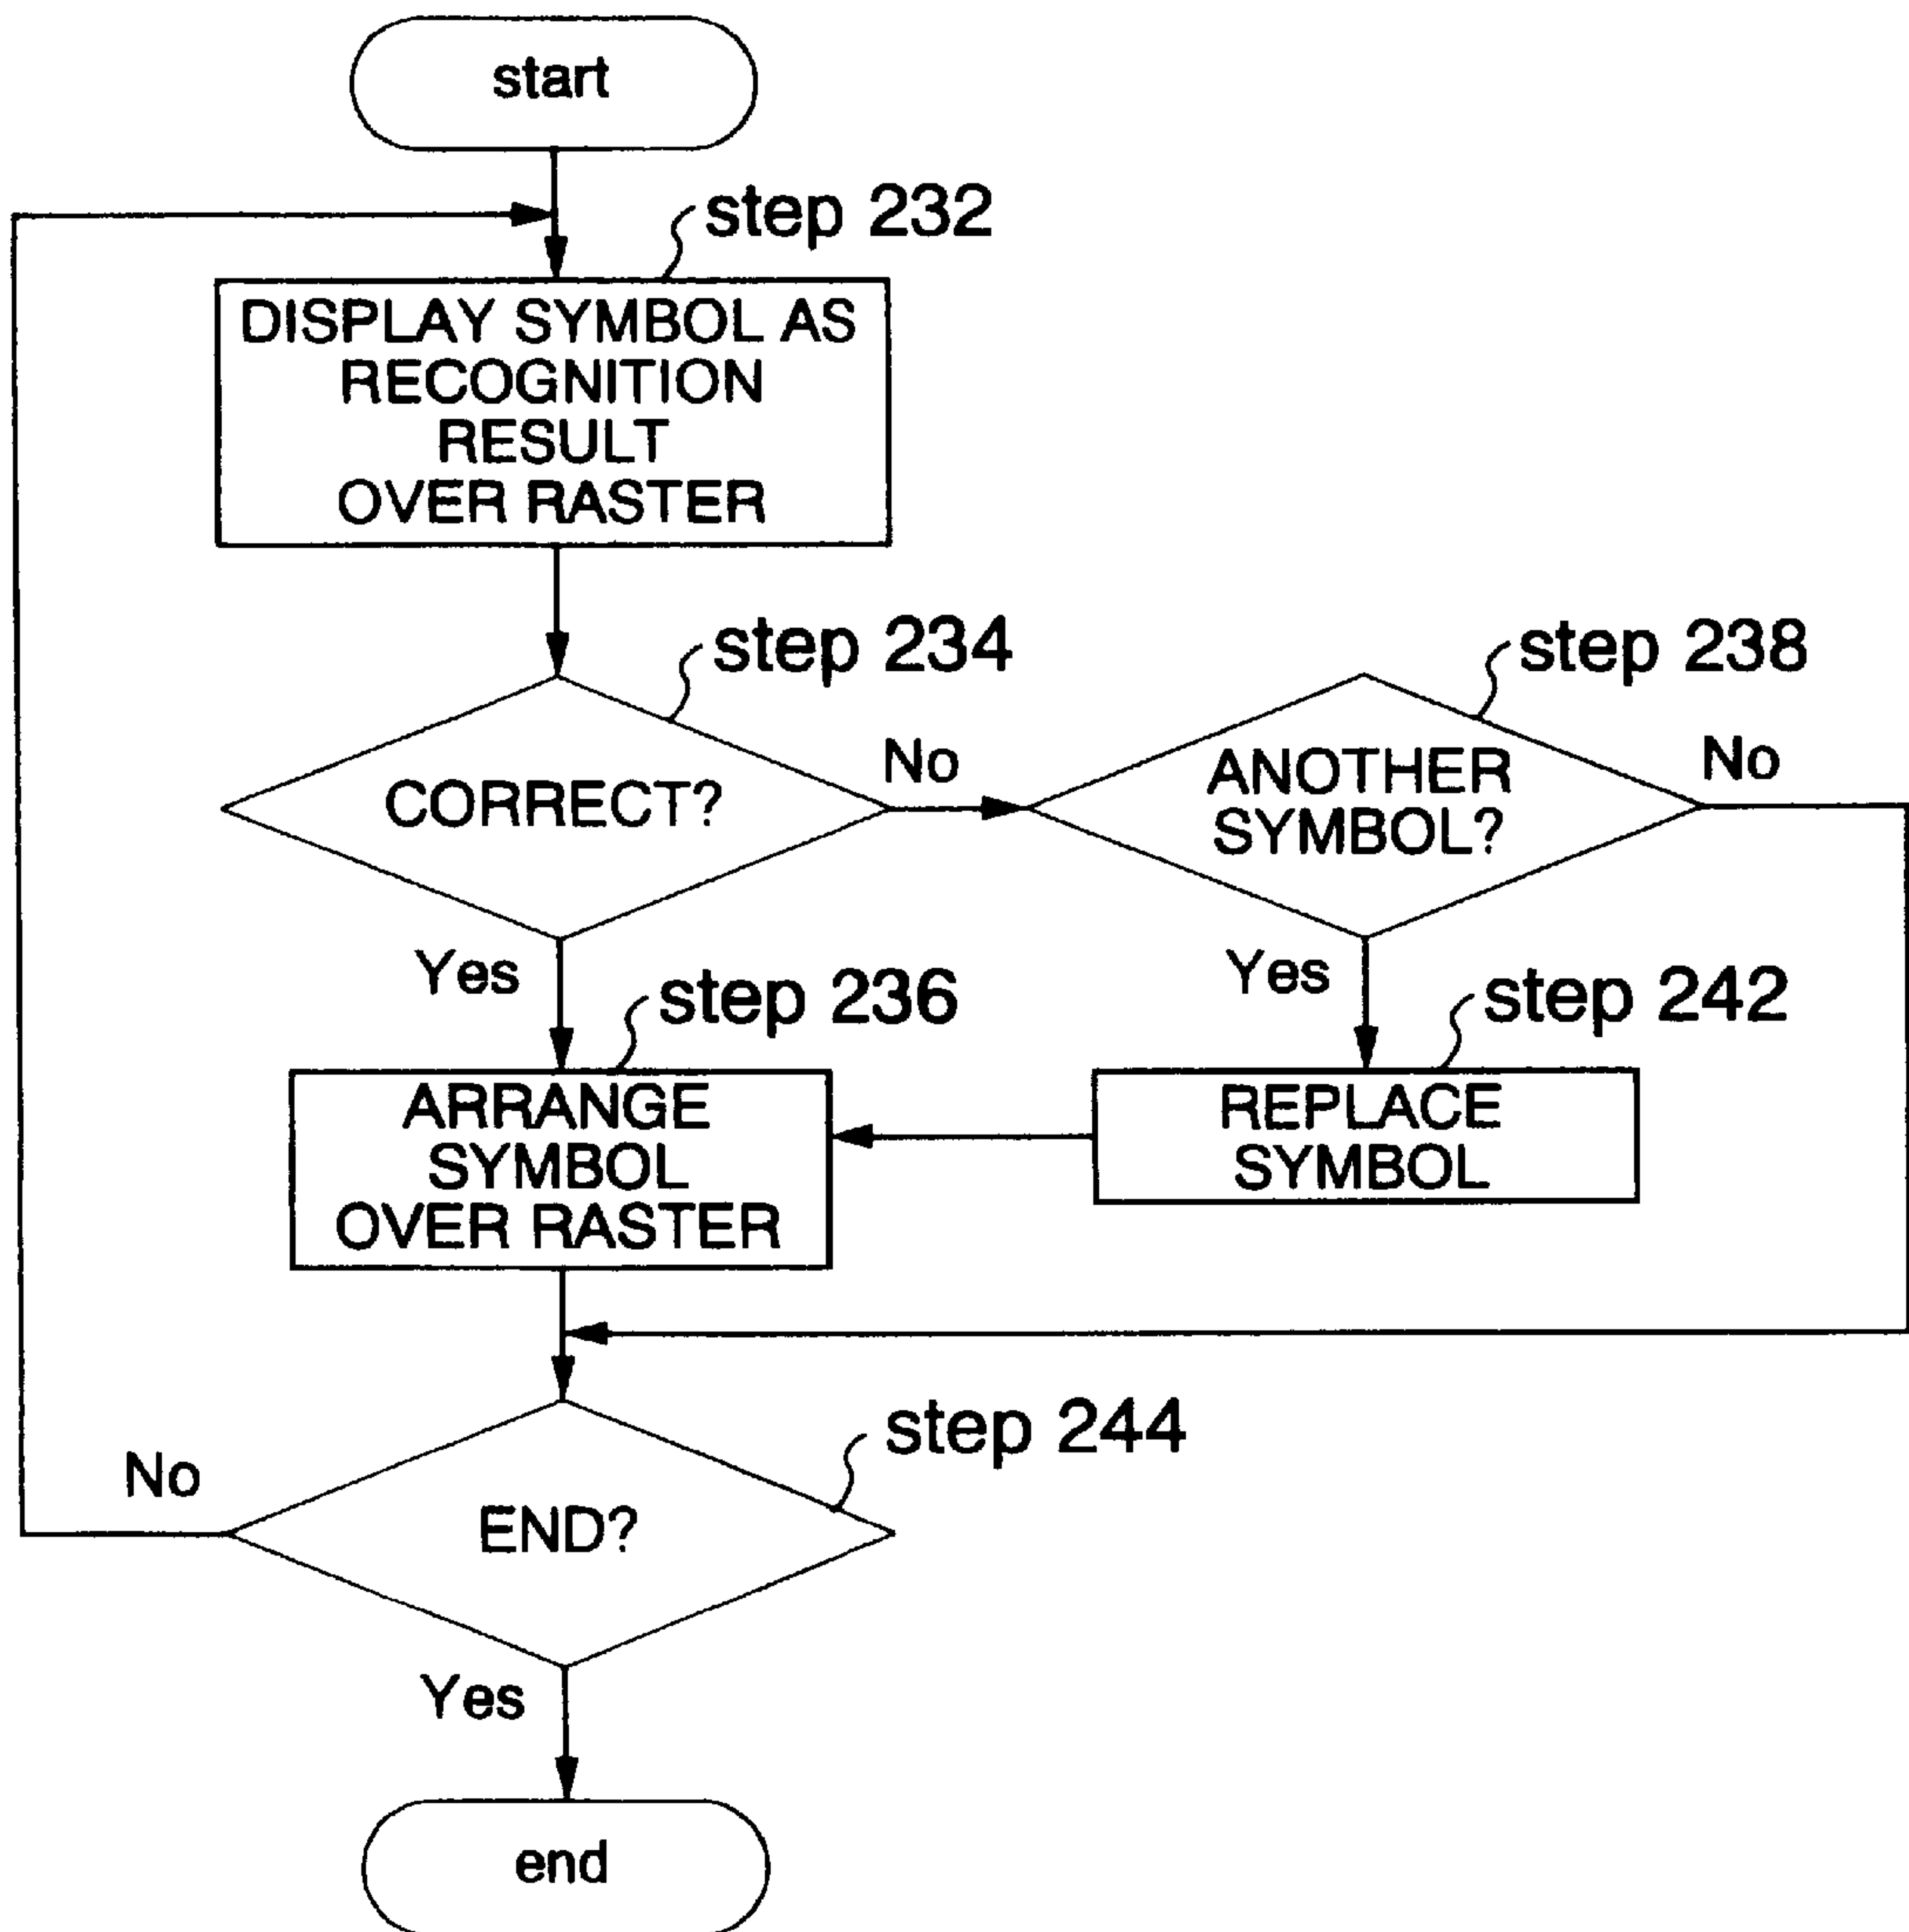 start
step 232
DISPLAY SYMBOL AS
RECOGNITION
RESULT
OVER RASTER
step 234
CORRECT?
No
step 238
ANOTHER
SYMBOL?
No
Yes
step 236
ARRANGE
SYMBOL
OVER RASTER
Yes
step 242
REPLACE
SYMBOL
step 244
END?
No
Yes
end